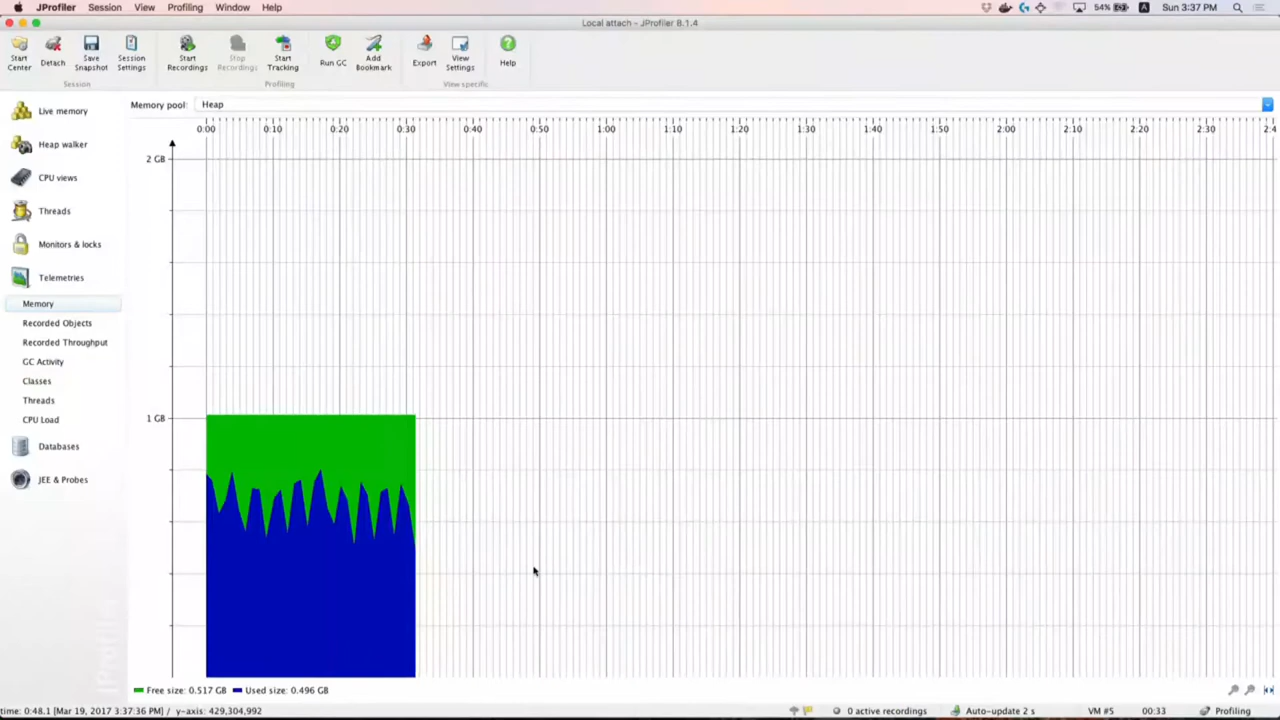 JProfiler Session View Profiling Window Help 54% A Sun 3:37 PM
Local attach – JProfiler 8.1.4
Start Center
Detach
Save Snapshot
Session Settings
Start Recordings
Stop Recordings
Start Tracking
Run GC
Add Bookmark
Export
View Settings
Help
Session Profiling View specific
Live memory
Heap walker
CPU views
Threads
Monitors & locks
Telemetries
Memory
Recorded Objects
Recorded Throughput
GC Activity
Classes
Threads
CPU Load
Databases
JEE & Probes
JProfiler
Memory pool: Heap
0:00 0:10 0:20 0:30 0:40 0:50 1:00 1:10 1:20 1:30 1:40 1:50 2:00 2:10 2:20 2:30 2:4
2 GB
1 GB
Free size: 0.517 GB Used size: 0.496 GB
time: 0:48.1 [Mar 19, 2017 3:37:36 PM] / y-axis: 429,304,992 0 active recordings Auto-update 2 s VM #5 00:33 Profiling